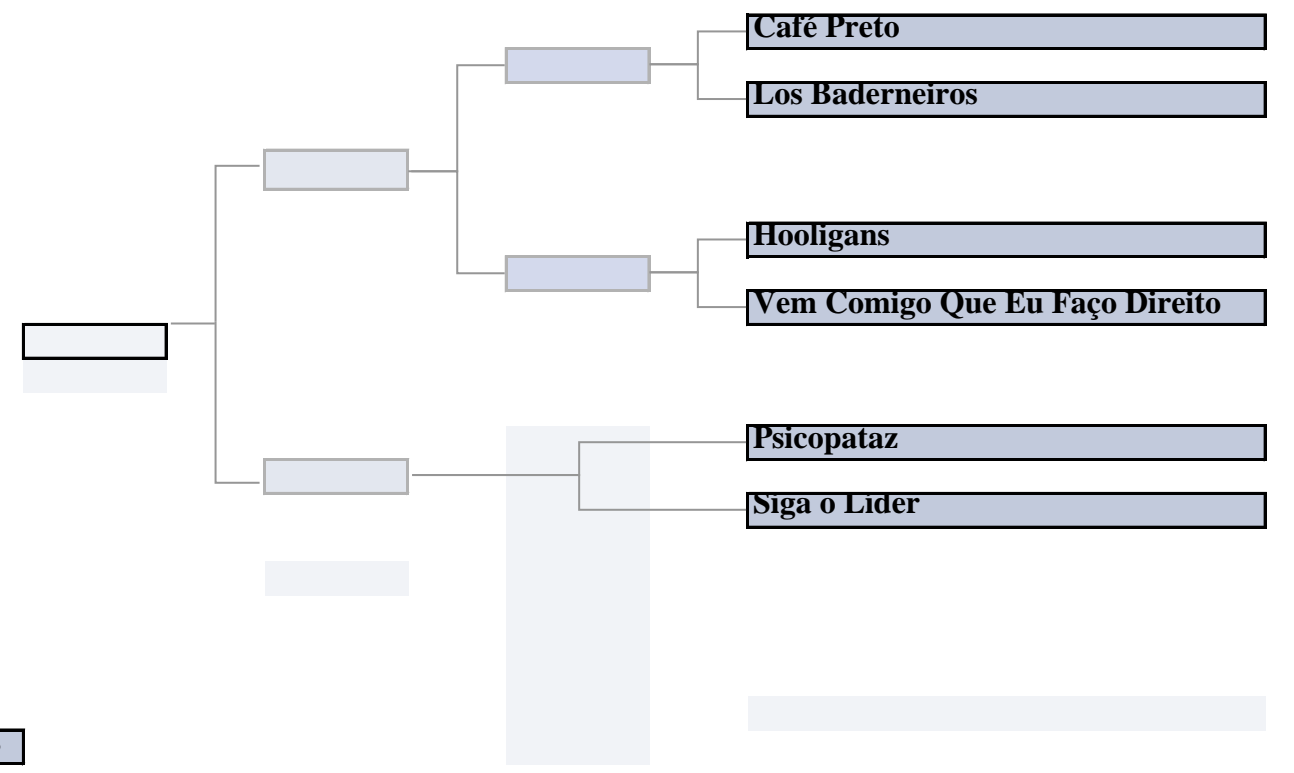 Café Preto
Los Baderneiros
Hooligans
Vem Comigo Que Eu Faço Direito
Psicopataz
Siga o Líder